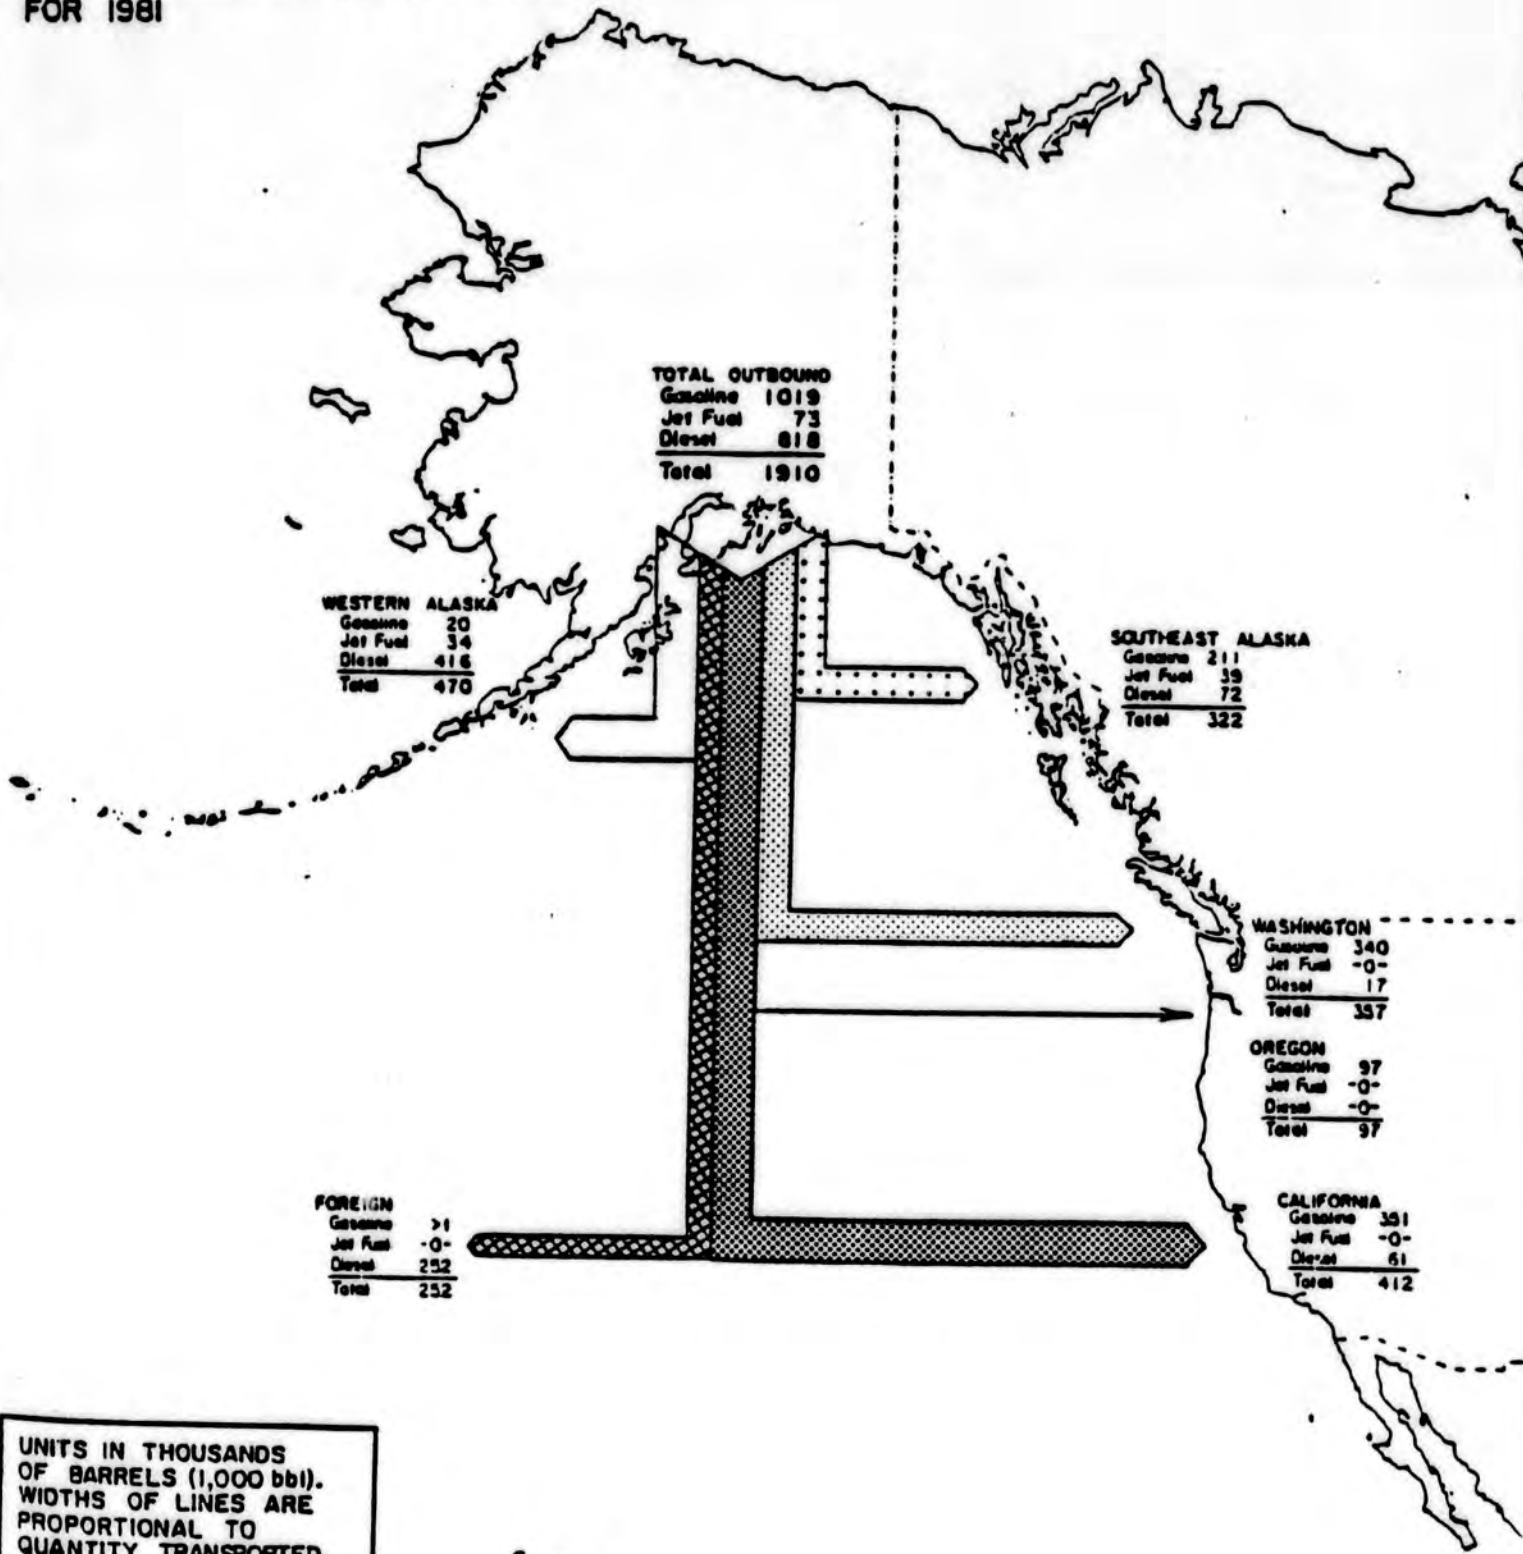 FOR 1981
TOTAL OUTBOUND
Gasoline 1019
Jet Fuel 73
Diesel 818
Total 1910
WESTERN ALASKA
Gasoline 20
Jet Fuel 34
Diesel 416
Total 470
SOUTHEAST ALASKA
Gasoline 211
Jet Fuel 39
Diesel 72
Total 322
WASHINGTON
Gasoline 340
Jet Fuel -0-
Diesel 17
Total 357
OREGON
Gasoline 97
Jet Fuel -0-
Diesel -0-
Total 97
FOREIGN
Gasoline >1
Jet Fuel -0-
Diesel 252
Total 252
CALIFORNIA
Gasoline 351
Jet Fuel -0-
Diesel 61
Total 412
UNITS IN THOUSANDS
OF BARRELS (1,000 bbl).
WIDTHS OF LINES ARE
PROPORTIONAL TO
QUANTITY TRANSPORTED